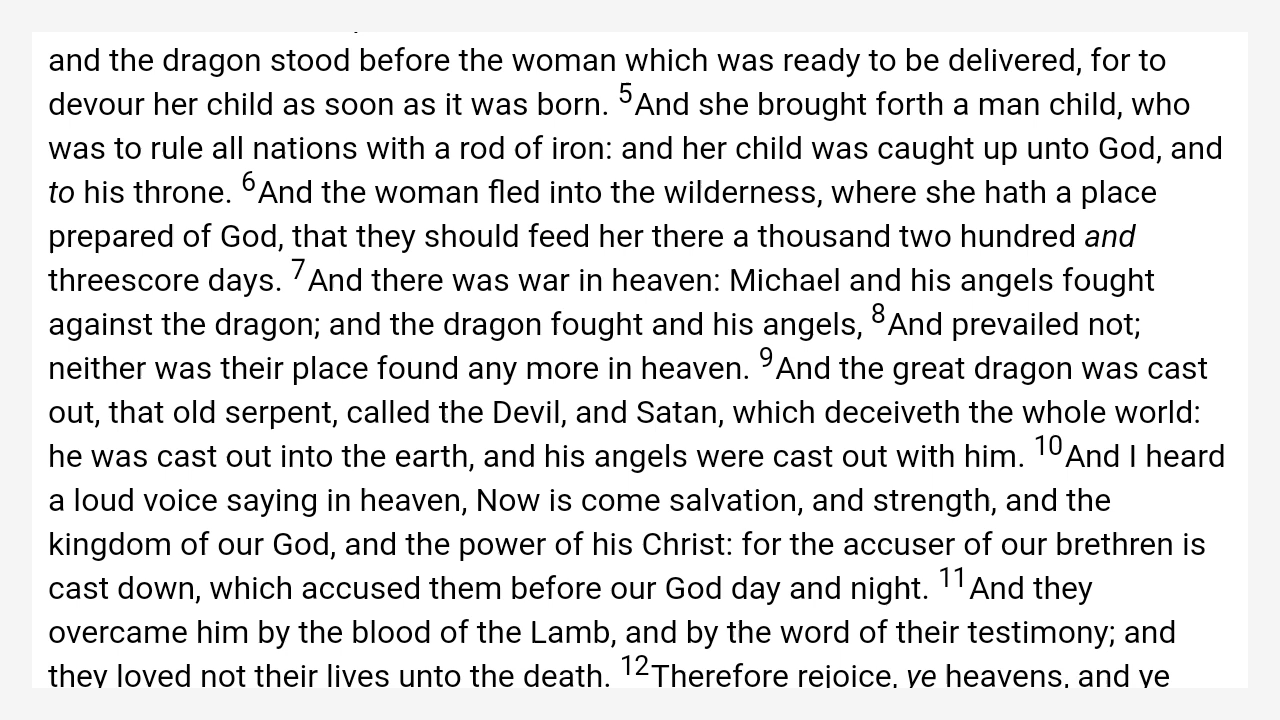 and the dragon stood before the woman which was ready to be delivered, for to
devour her child as soon as it was born. 5And she brought forth a man child, who
was to rule all nations with a rod of iron: and her child was caught up unto God, and
to his throne. 6And the woman fled into the wilderness, where she hath a place
prepared of God, that they should feed her there a thousand two hundred and
threescore days. 7And there was war in heaven: Michael and his angels fought
against the dragon; and the dragon fought and his angels, 8And prevailed not;
neither was their place found any more in heaven. 9And the great dragon was cast
out, that old serpent, called the Devil, and Satan, which deceiveth the whole world:
he was cast out into the earth, and his angels were cast out with him. 10And I heard
a loud voice saying in heaven, Now is come salvation, and strength, and the
kingdom of our God, and the power of his Christ: for the accuser of our brethren is
cast down, which accused them before our God day and night. 11And they
overcame him by the blood of the Lamb, and by the word of their testimony; and
they loved not their lives unto the death. 12Therefore rejoice, ye heavens, and ye